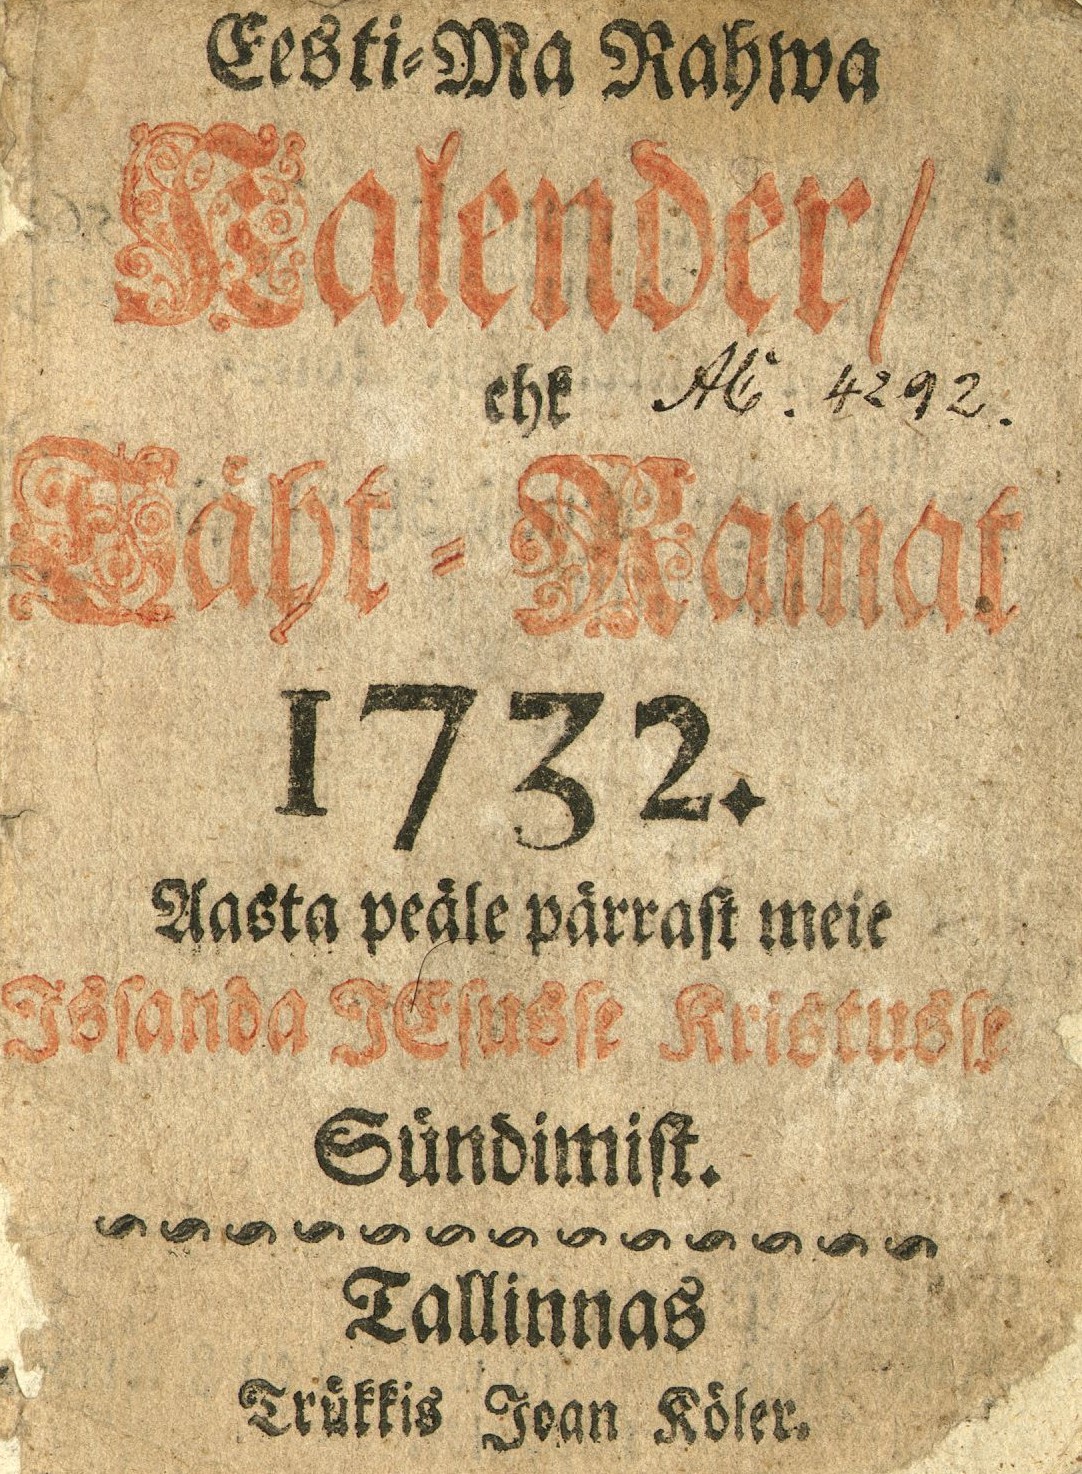 Eesti-Ma Rahwa
Kalender/
ehk
Täht-Ramat
1732.
Aasta peäle pärrast meie
Issanda JEsusse Kristusse
Sündimist.
Tallinnas
Trükkis Joan Köler.